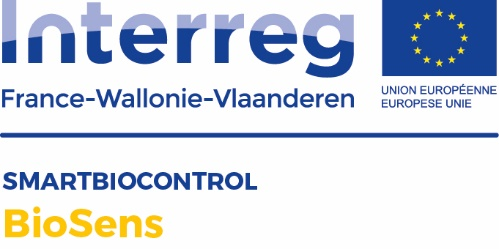 Interreg
France-Wallonie-Vlaanderen
UNION EUROPÉENNE
EUROPESE UNIE
SMARTBIOCONTROL
BioSens